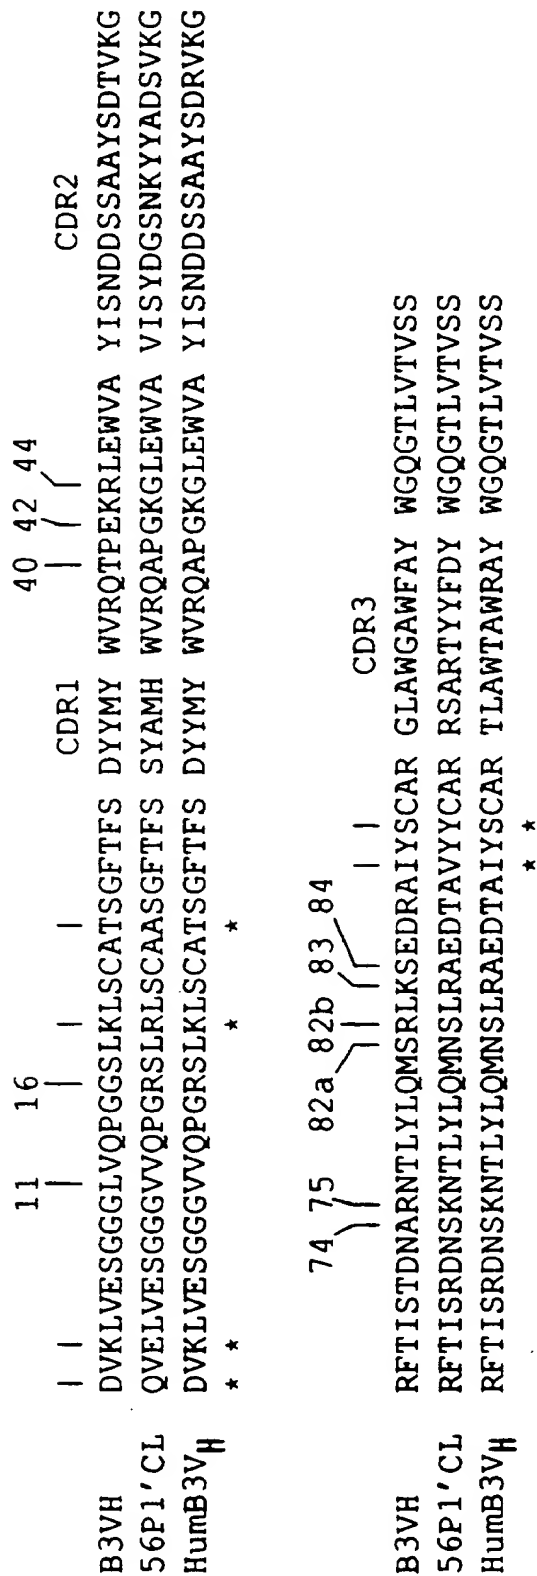 11 16 40 42 44
CDR1 CDR2
B3VH DVKLVESGGGLVQPGGSLKLSCATSGFTFS DYYMY WVRQTPEKRLEWVA YISNDDSSAAYSDTVKG
56P1'CL QVELVESGGGVVQPGRSLRLSCAASGFTFS SYAMH WVRQAPGKGLEWVA VISYDGSNKYYADSVKG
HumB3VH DVKLVESGGGVVQPGRSLKLSCATSGFTFS DYYMY WVRQAPGKGLEWVA YISNDDSSAAYSDRVKG
* * * *
74 75 82a 82b 83 84
CDR3
B3VH RFTISTDNARNTLYLQMSRLKSEDRAIYSCAR GLAWGAWFAY WGQGTLVTVSS
56P1'CL RFTISRDNSKNTLYLQMNSLRAEDTAVYYCAR RSARTYYFDY WGQGTLVTVSS
HumB3VH RFTISRDNSKNTLYLQMNSLRAEDTAIYSCAR TLAWTAWRAY WGQGTLVTVSS
* *